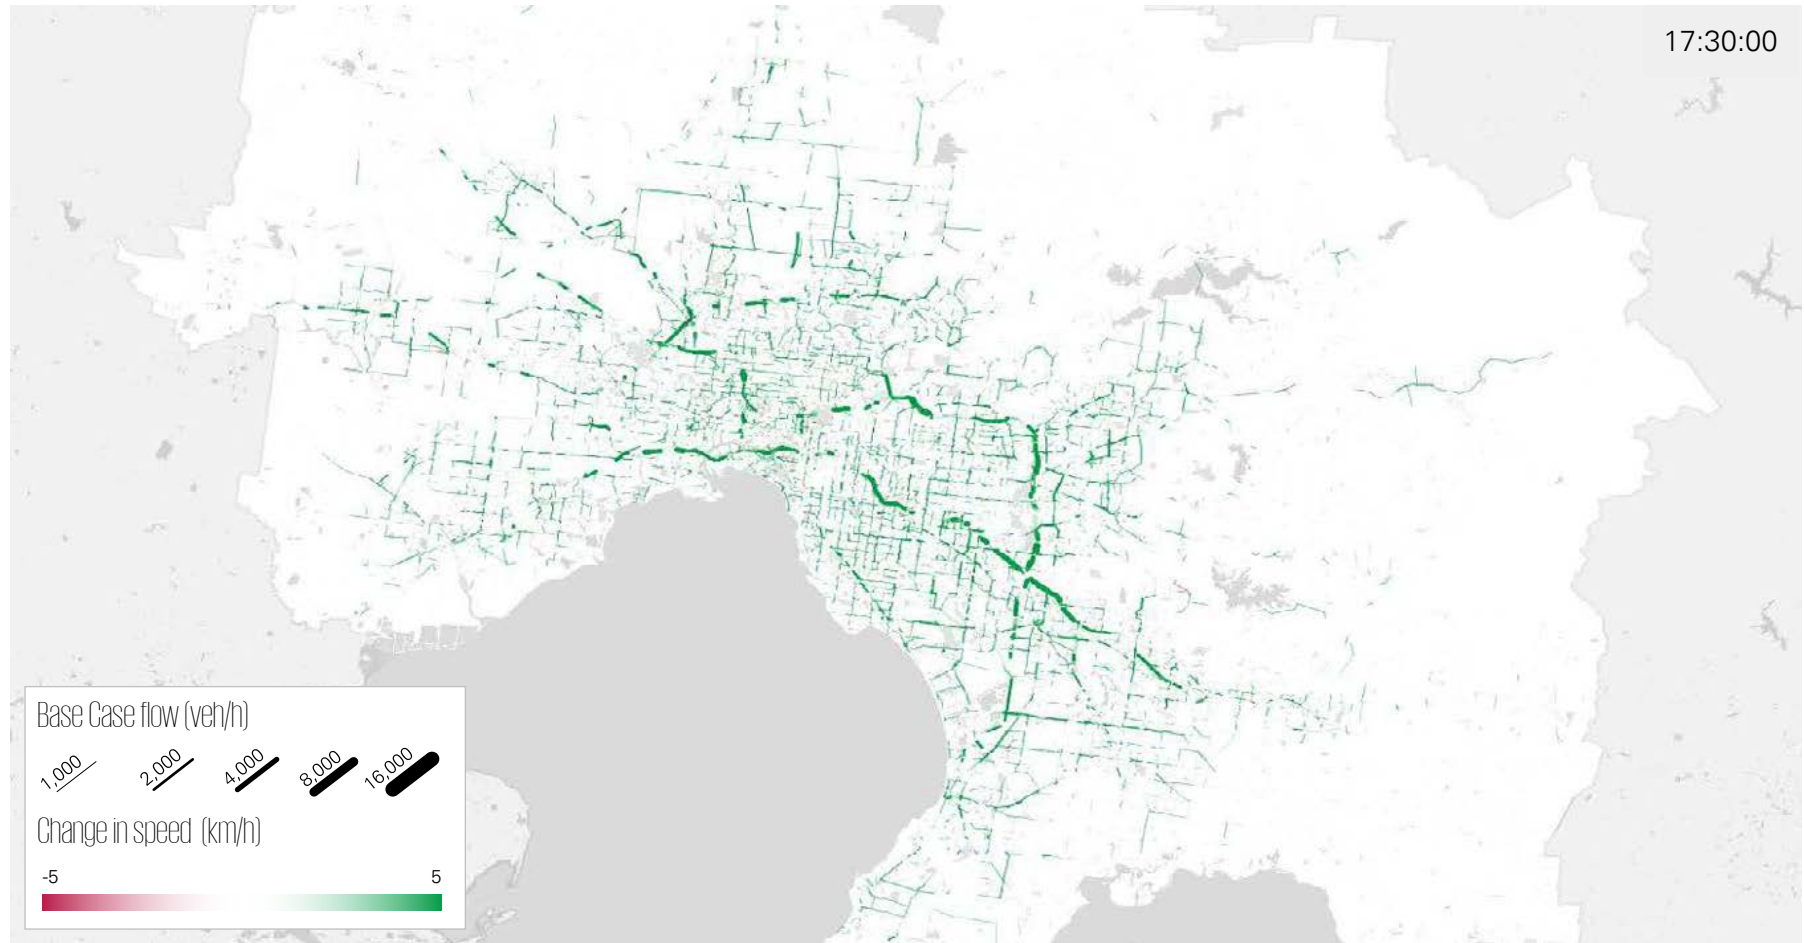 17:30:00
Base Case flow (veh/h)
1,000 2,000 4,000 8,000 16,000
Change in speed (km/h)
-5 5